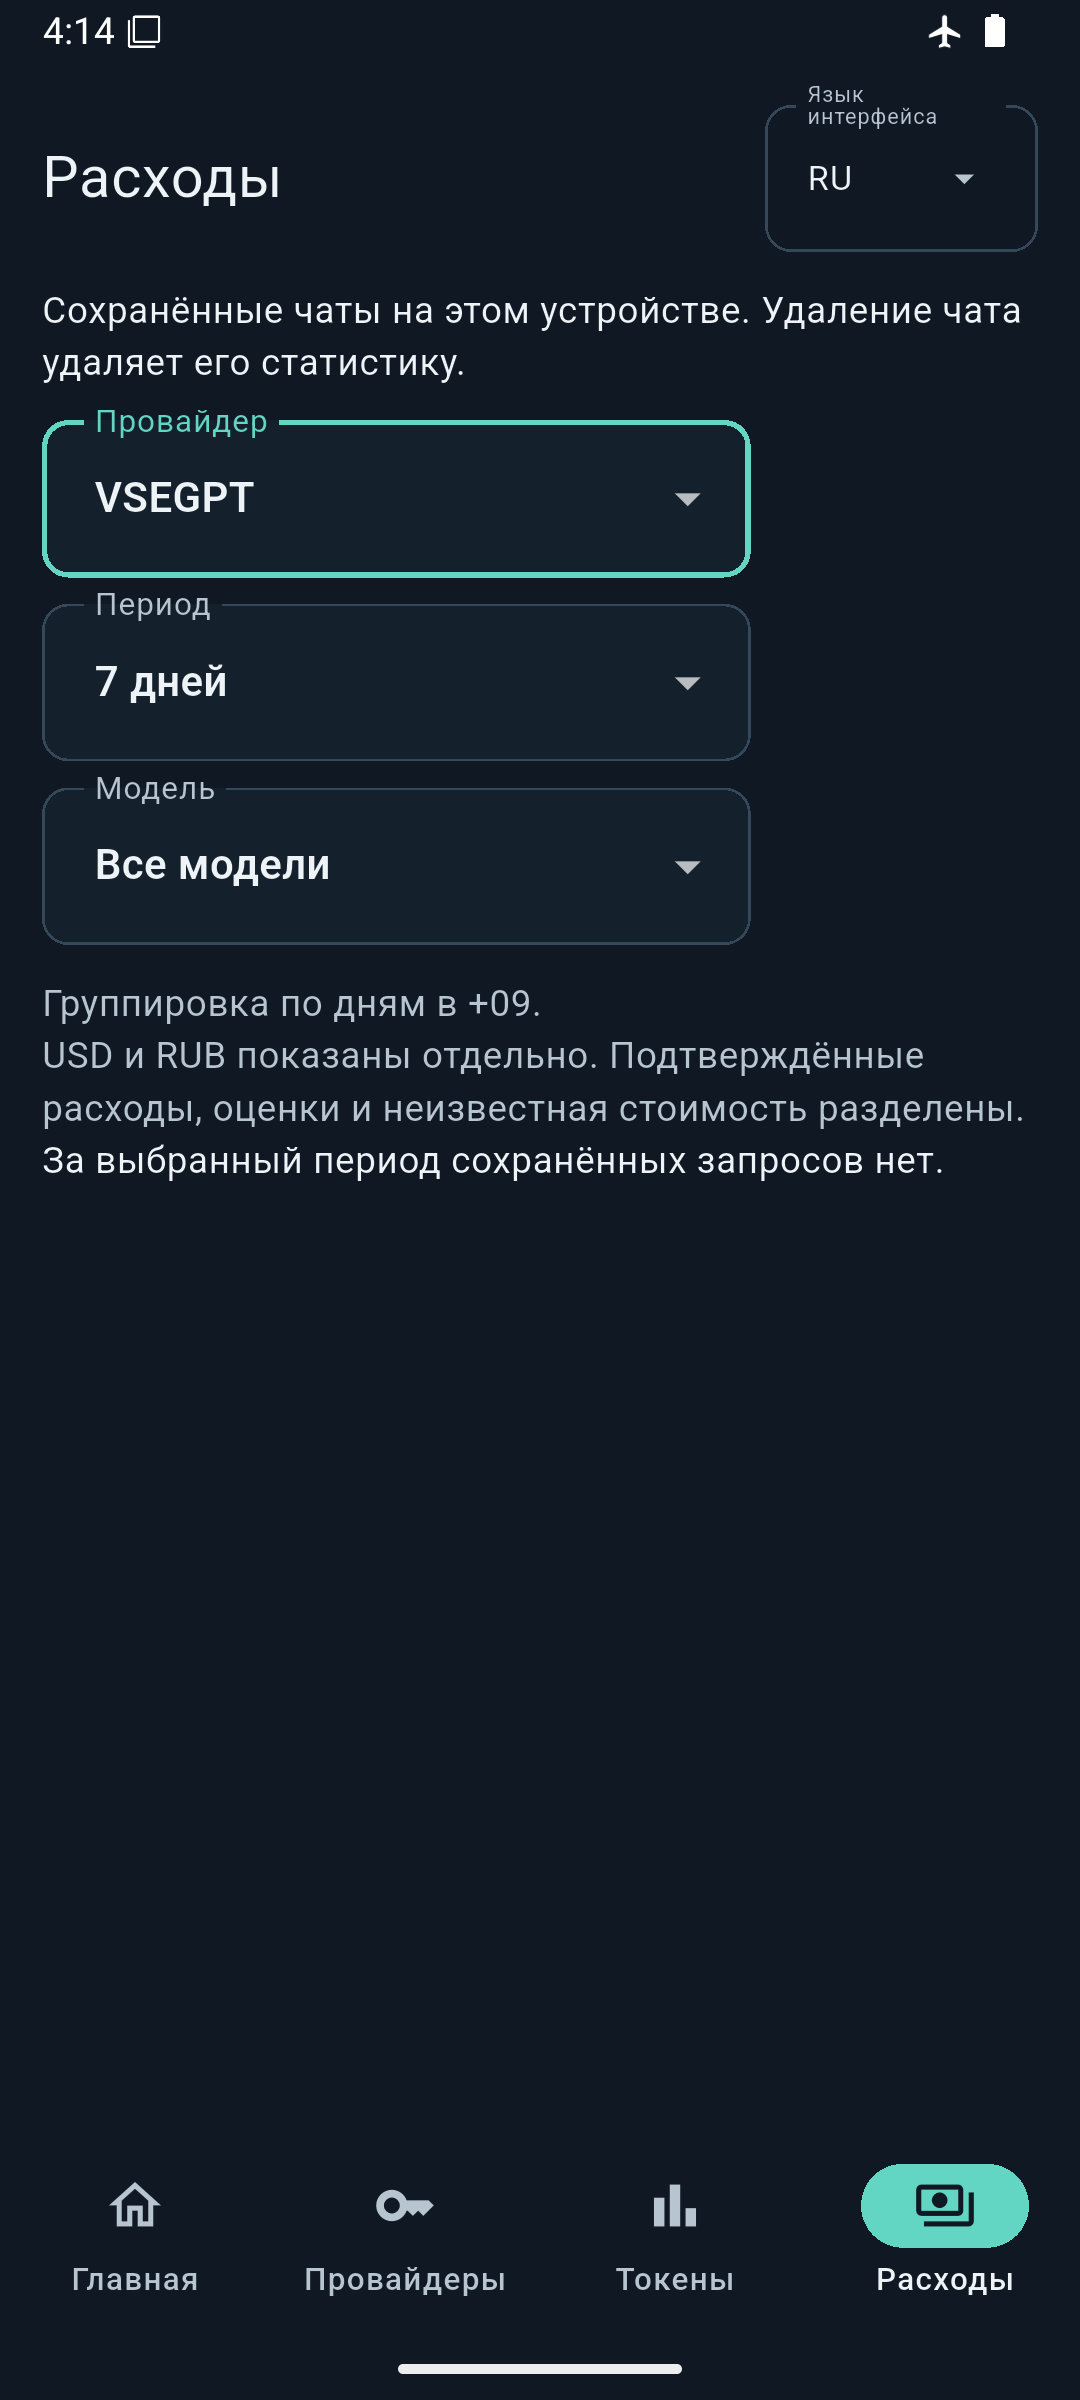 4:14
Язык
интерфейса
Расходы
RU
Сохранённые чаты на этом устройстве. Удаление чата
удаляет его статистику.
Провайдер
VSEGPT
Период
7 дней
Модель
Все модели
Группировка по дням в +09.
USD и RUB показаны отдельно. Подтверждённые
расходы, оценки и неизвестная стоимость разделены.
За выбранный период сохранённых запросов нет.
Главная
Провайдеры
Токены
Расходы